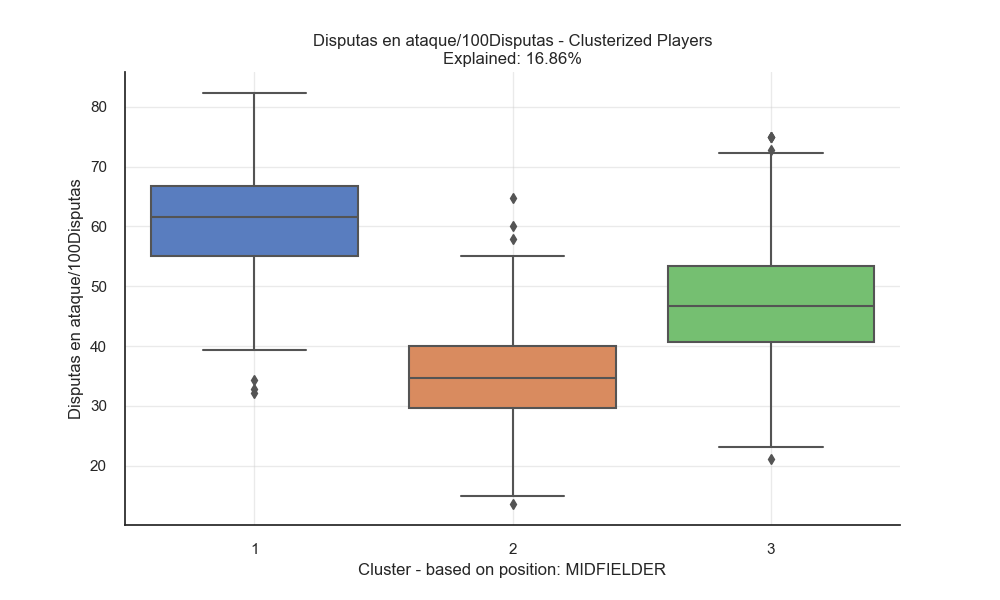 Disputas en ataque/100Disputas - Clusterized Players
Explained: 16.86%
Disputas en ataque/100Disputas
80
70
60
50
40
30
20
1
2
3
Cluster - based on position: MIDFIELDER